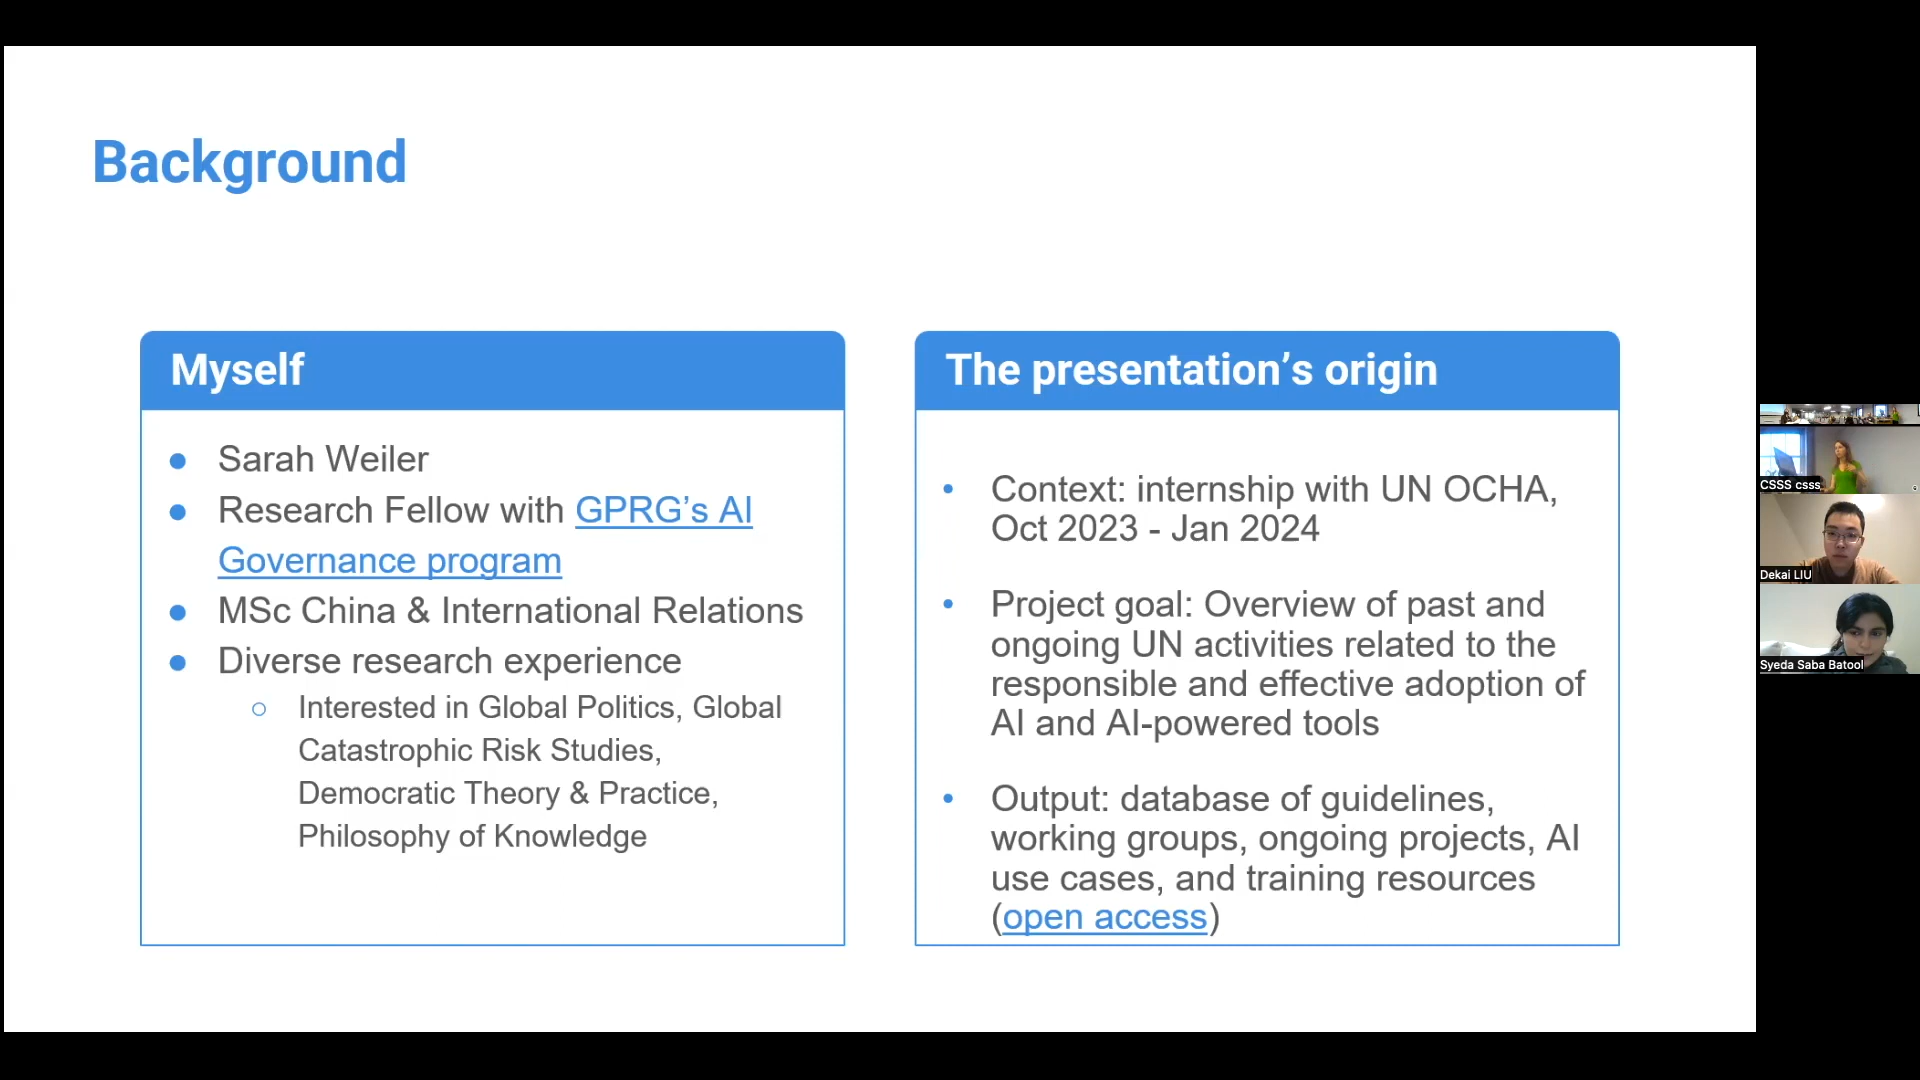 Background
Myself
● Sarah Weiler
● Research Fellow with GPRG's AI
Governance program
● MSc China & International Relations
● Diverse research experience
○ Interested in Global Politics, Global
Catastrophic Risk Studies,
Democratic Theory & Practice,
Philosophy of Knowledge
The presentation’s origin
• Context: internship with UN OCHA,
Oct 2023 - Jan 2024
• Project goal: Overview of past and
ongoing UN activities related to the
responsible and effective adoption of
AI and AI-powered tools
• Output: database of guidelines,
working groups, ongoing projects, AI
use cases, and training resources
(open access)
CSSS csss
Dekai LIU
Syeda Saba Batool